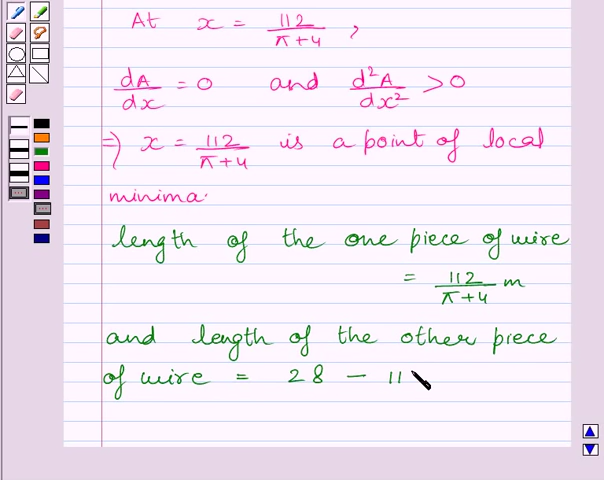 At x = 112/(π+4),
dA/dx = 0 and d²A/dx² > 0
⇒ x = 112/(π+4) is a point of local
minima.
length of the one piece of wire
= 112/(π+4) m
and length of the other piece
of wire = 28 - 11